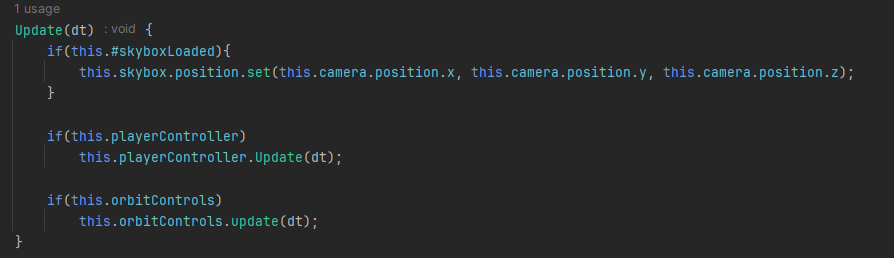 1 usage
Update(dt) : void {
if(this.#skyboxLoaded){
this.skybox.position.set(this.camera.position.x, this.camera.position.y, this.camera.position.z);
}
if(this.playerController)
this.playerController.Update(dt);
if(this.orbitControls)
this.orbitControls.update(dt);
}